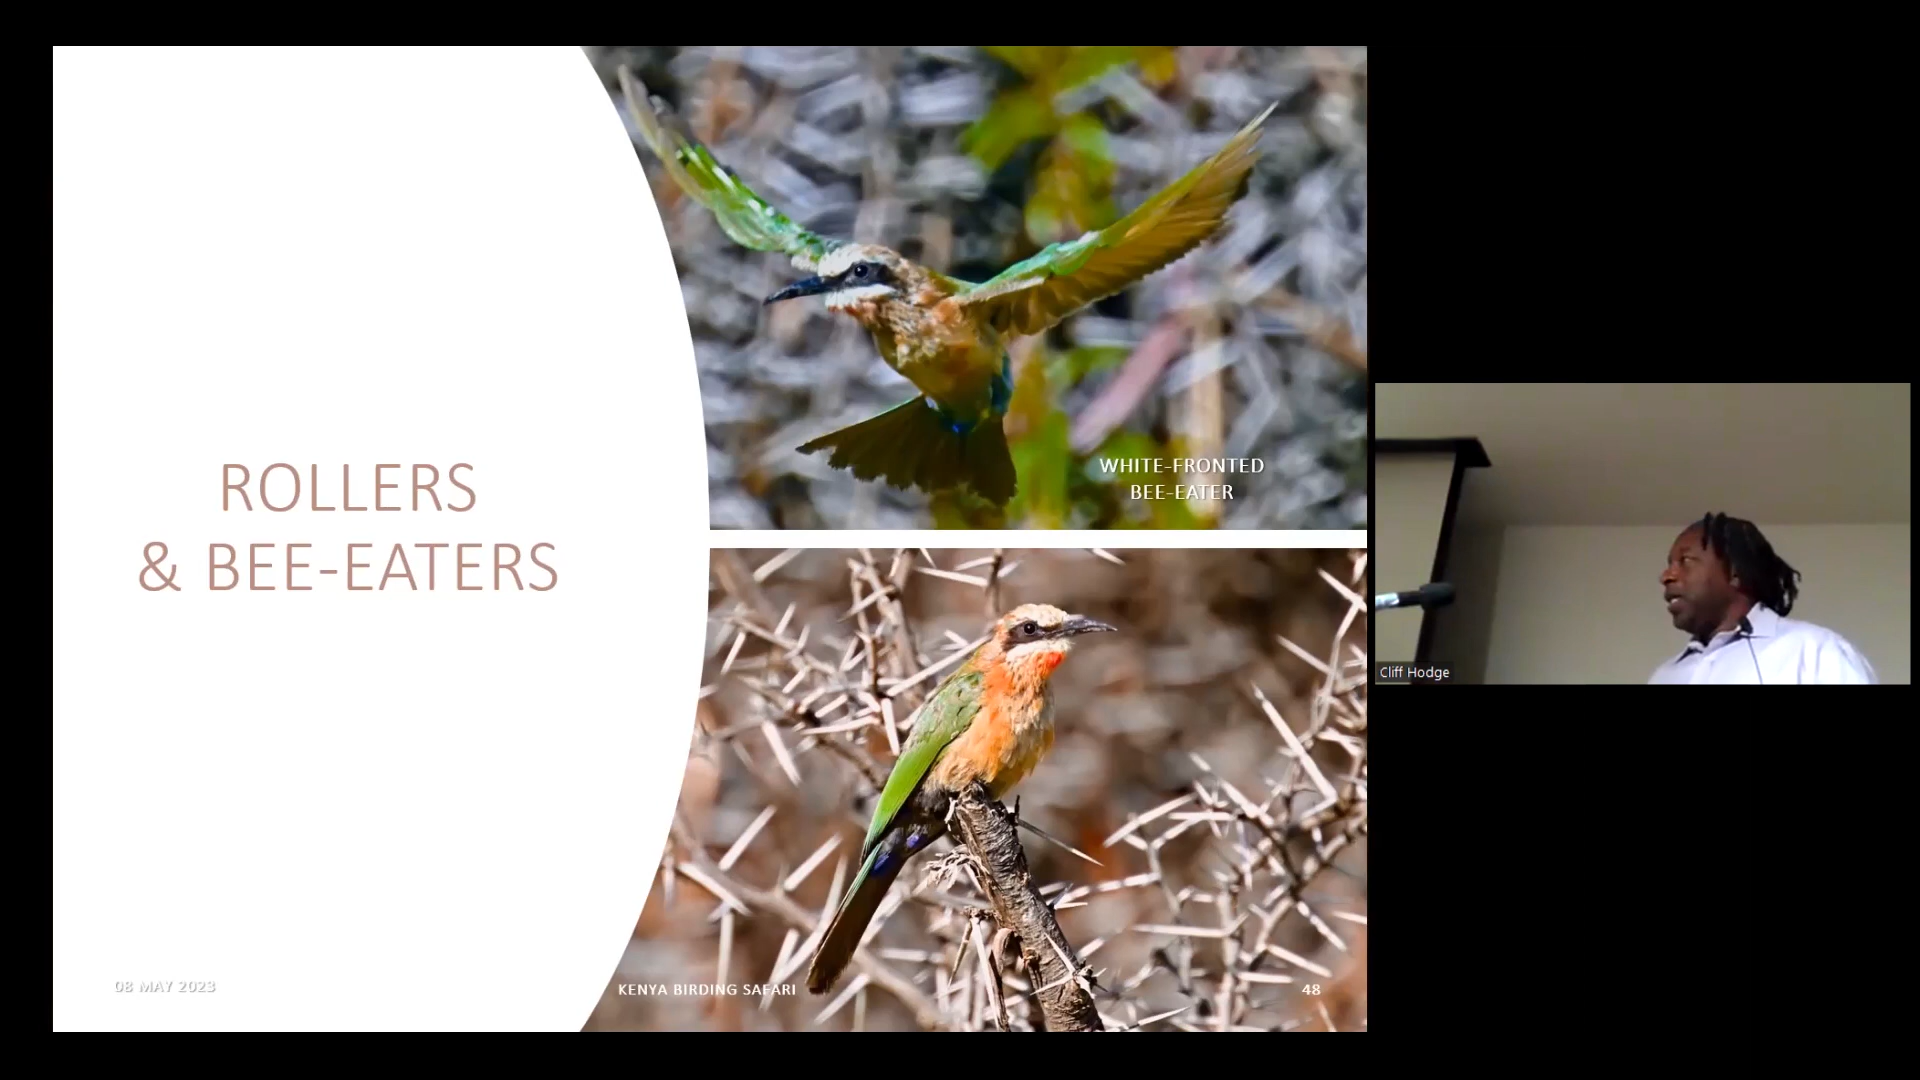 ROLLERS
& BEE-EATERS
WHITE-FRONTED
BEE-EATER
08 MAY 2023
KENYA BIRDING SAFARI
48
Cliff Hodge